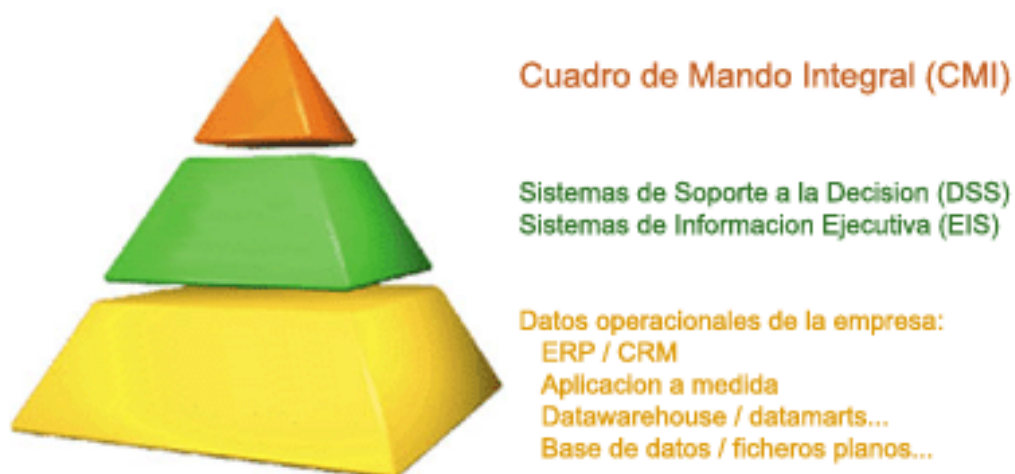 Cuadro de Mando Integral (CMI)
Sistemas de Soporte a la Decision (DSS)
Sistemas de Informacion Ejecutiva (EIS)
Datos operacionales de la empresa:
ERP / CRM
Aplicacion a medida
Datawarehouse / datamarts...
Base de datos / ficheros planos...